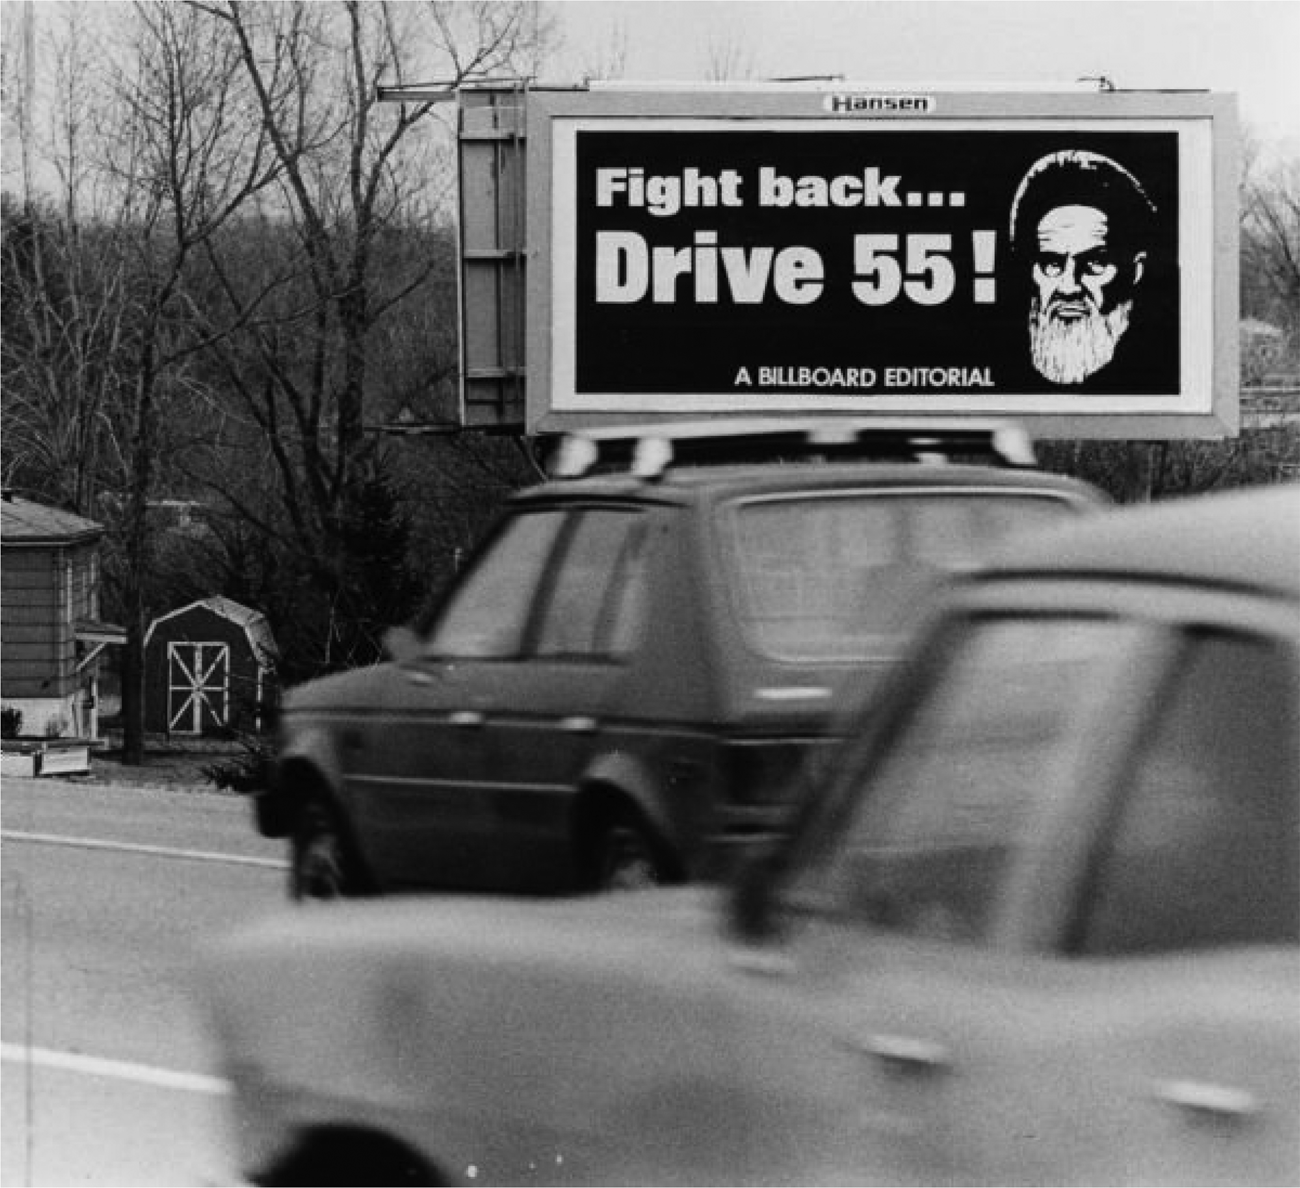 Hansen
Fight back...
Drive 55!
A BILLBOARD EDITORIAL